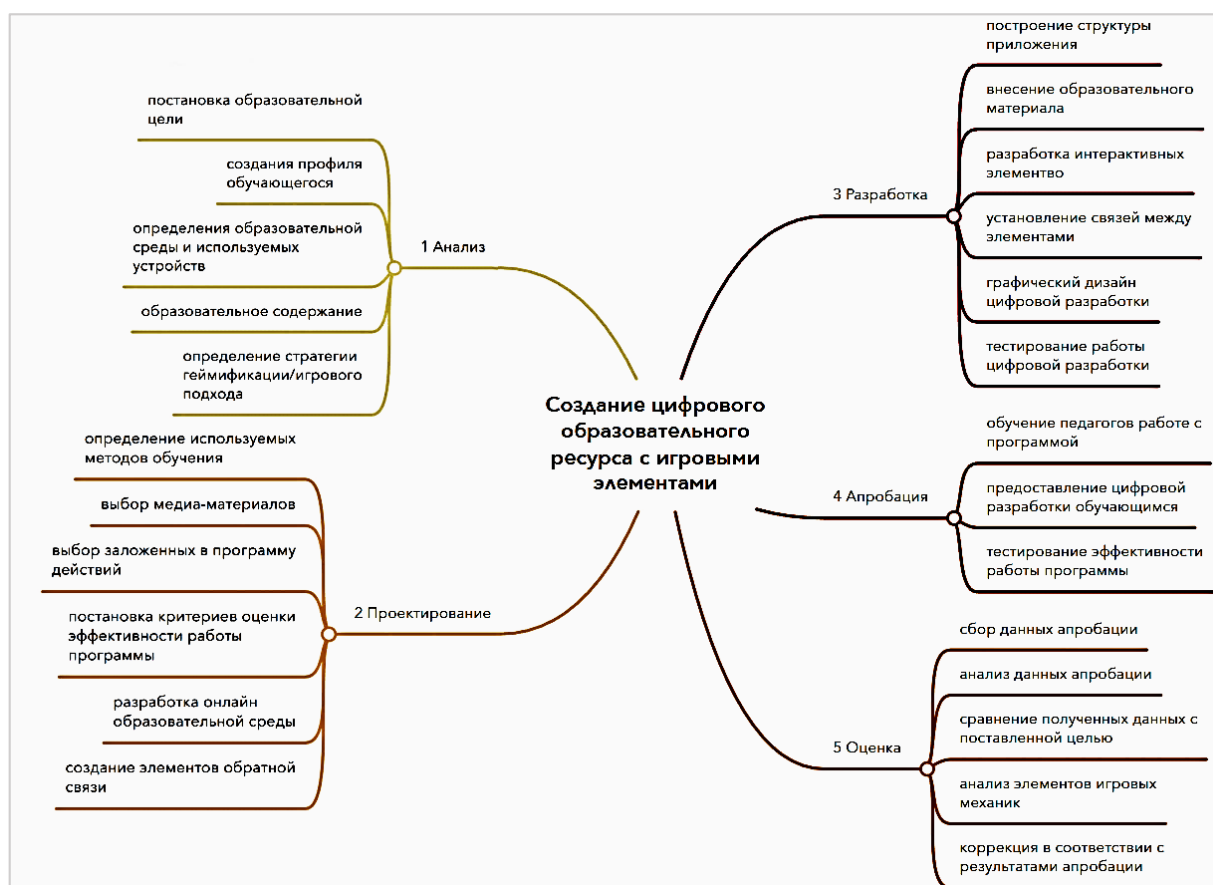 Создание цифрового
образовательного
ресурса с игровыми
элементами
1 Анализ
постановка образовательной
цели
создания профиля
обучающегося
определения образовательной
среды и используемых
устройств
образовательное содержание
определение стратегии
геймификации/игрового
подхода
2 Проектирование
определение используемых
методов обучения
выбор медиа-материалов
выбор заложенных в программу
действий
постановка критериев оценки
эффективности работы
программы
разработка онлайн
образовательной среды
создание элементов обратной
связи
3 Разработка
построение структуры
приложения
внесение образовательного
материала
разработка интерактивных
элементво
установление связей между
элементами
графический дизайн
цифровой разработки
тестирование работы
цифровой разработки
4 Апробация
обучение педагогов работе с
программой
предоставление цифровой
разработки обучающимся
тестирование эффективности
работы программы
5 Оценка
сбор данных апробации
анализ данных апробации
сравнение полученных данных с
поставленной целью
анализ элементов игровых
механик
коррекция в соответствии с
результатами апробации